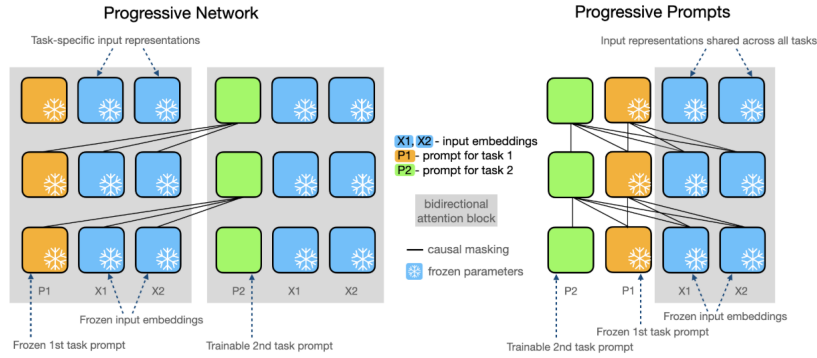 Progressive Network
Progressive Prompts
Task-specific input representations
Input representations shared across all tasks
X1, X2 - input embeddings
P1 - prompt for task 1
P2 - prompt for task 2
bidirectional
attention block
causal masking
frozen parameters
P1 X1 X2 P2 X1 X2
P2 P1 X1 X2
Frozen input embeddings
Frozen 1st task prompt
Trainable 2nd task prompt
Frozen input embeddings
Frozen 1st task prompt
Trainable 2nd task prompt